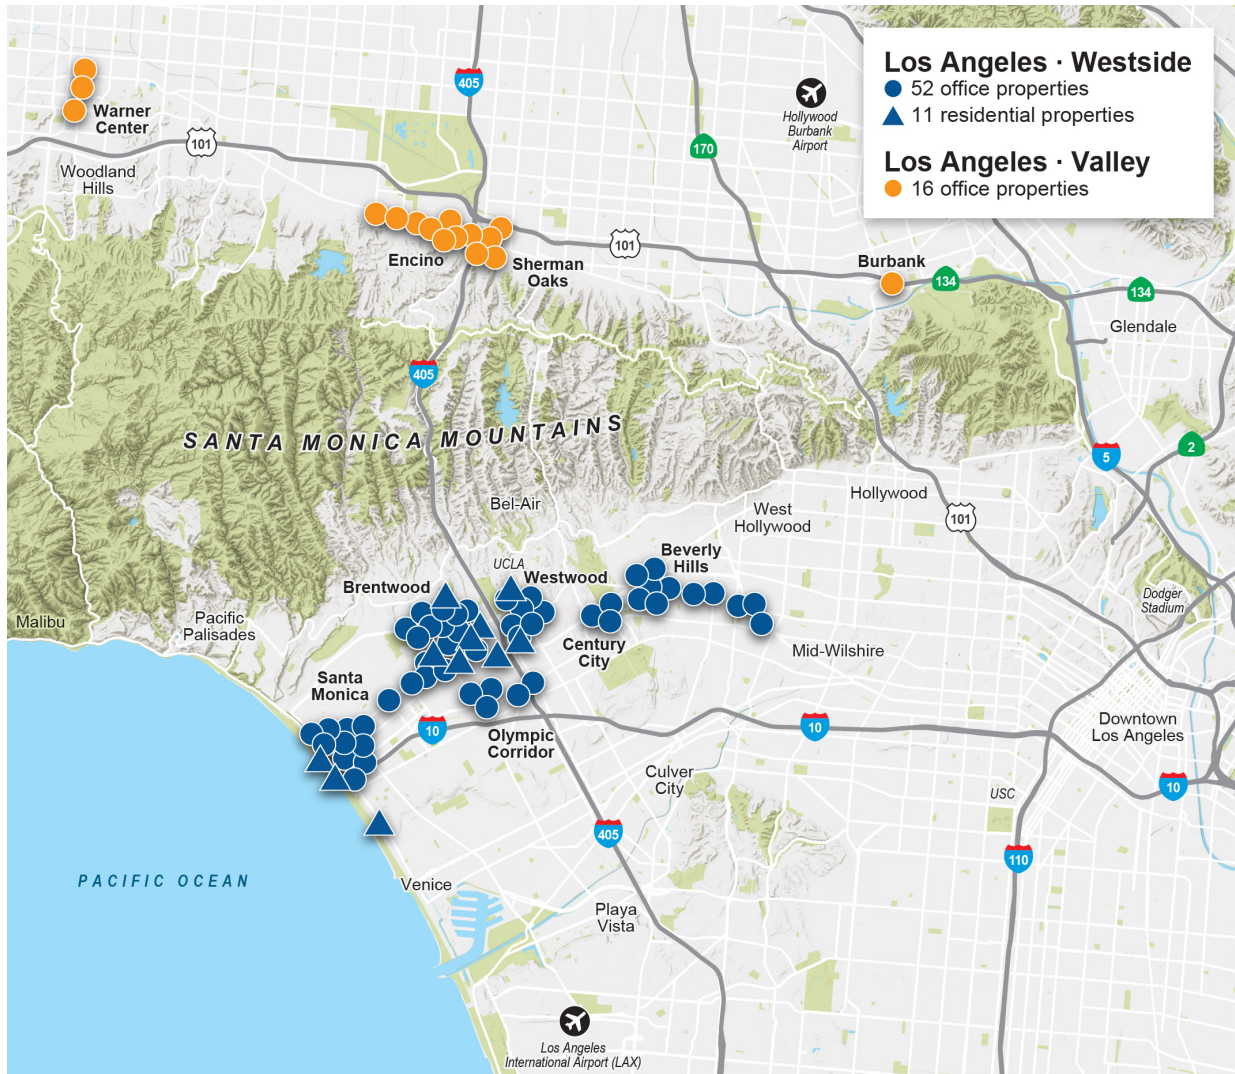 Los Angeles · Westside
52 office properties
11 residential properties
Los Angeles · Valley
16 office properties
405
Hollywood
Burbank
Airport
Warner
Center
101
170
Woodland
Hills
Encino
Sherman
Oaks
101
Burbank
134
134
Glendale
405
SANTA MONICA MOUNTAINS
2
5
Bel-Air
West
Hollywood
Hollywood
101
UCLA
Beverly
Hills
Brentwood
Westwood
Dodger
Stadium
Malibu
Pacific
Palisades
Century
City
Mid-Wilshire
Santa
Monica
10
Olympic
Corridor
10
Downtown
Los Angeles
Culver
City
USC
10
405
110
PACIFIC OCEAN
Venice
Playa
Vista
Los Angeles
International Airport (LAX)